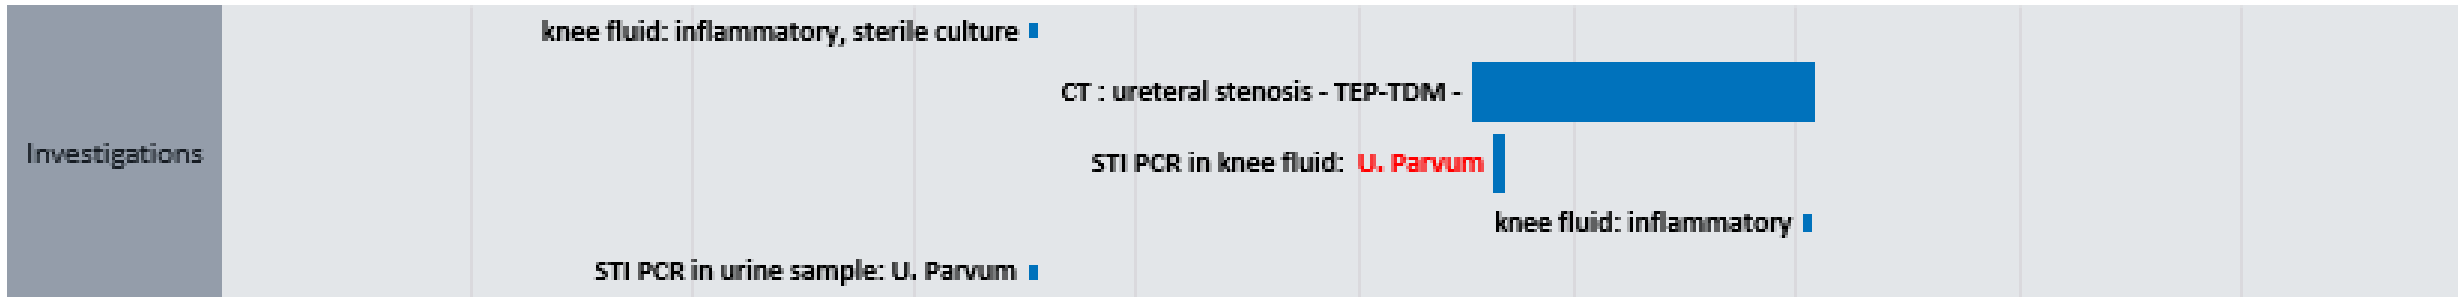 knee fluid: inflammatory, sterile culture
CT : ureteral stenosis - TEP-TDM -
Investigations
STI PCR in knee fluid: U. Parvum
knee fluid: inflammatory
STI PCR in urine sample: U. Parvum